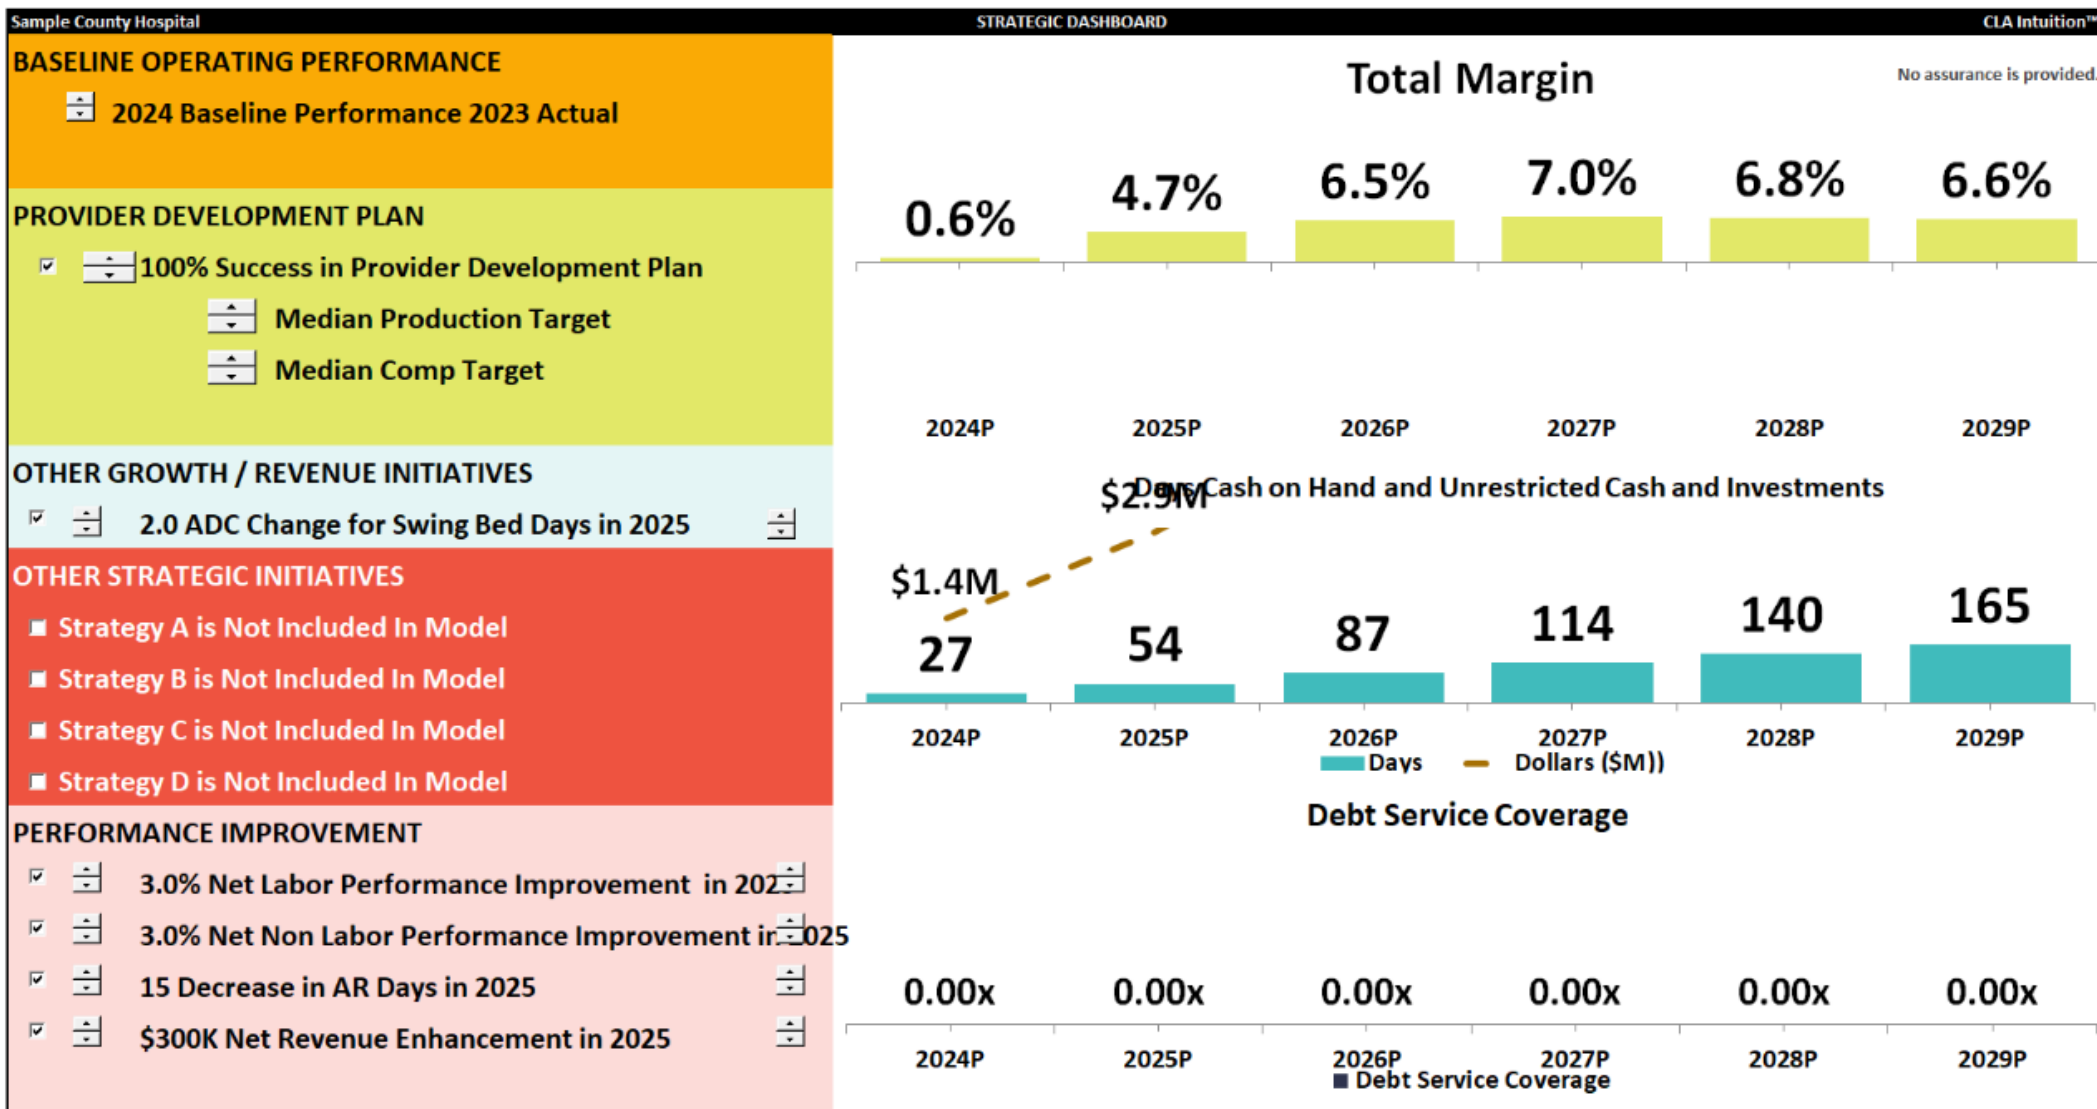 Sample County Hospital
STRATEGIC DASHBOARD
CLA Intuition™
BASELINE OPERATING PERFORMANCE
2024 Baseline Performance 2023 Actual
PROVIDER DEVELOPMENT PLAN
100% Success in Provider Development Plan
Median Production Target
Median Comp Target
OTHER GROWTH / REVENUE INITIATIVES
2.0 ADC Change for Swing Bed Days in 2025
OTHER STRATEGIC INITIATIVES
Strategy A is Not Included In Model
Strategy B is Not Included In Model
Strategy C is Not Included In Model
Strategy D is Not Included In Model
PERFORMANCE IMPROVEMENT
3.0% Net Labor Performance Improvement in
3.0% Net Non Labor Performance Improvement in 2025
15 Decrease in AR Days in 2025
$300K Net Revenue Enhancement in 2025
Total Margin
No assurance is provided.
0.6% 4.7% 6.5% 7.0% 6.8% 6.6%
2024P 2025P 2026P 2027P 2028P 2029P
Days Cash on Hand and Unrestricted Cash and Investments
$2.9M
$1.4M
27 54 87 114 140 165
2024P 2025P 2026P 2027P 2028P 2029P
Days Dollars ($M))
Debt Service Coverage
0.00x 0.00x 0.00x 0.00x 0.00x 0.00x
2024P 2025P 2026P 2027P 2028P 2029P
Debt Service Coverage